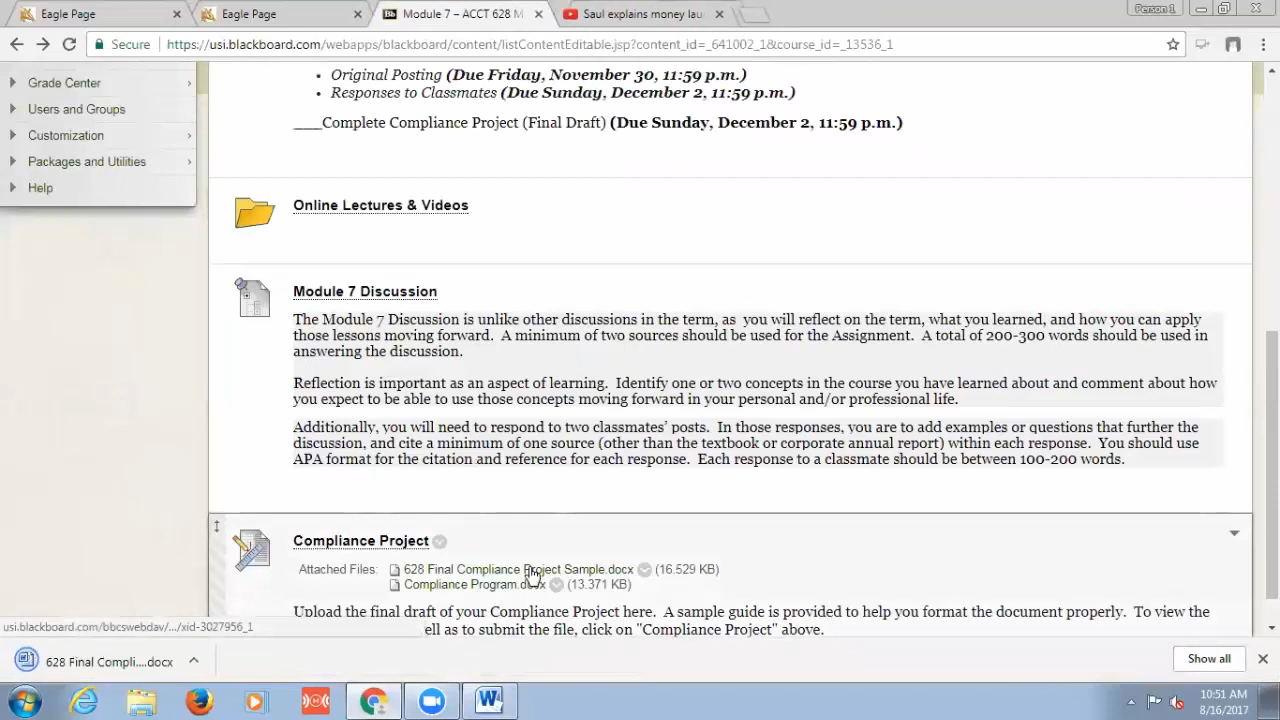 Eagle Page
Eagle Page
Bb Module 7 – ACCT 628 M
Saul explains money lau
Person 1
Secure https://usi.blackboard.com/webapps/blackboard/content/listContentEditable.jsp?content_id=_641002_1&course_id=_13536_1
Grade Center
Users and Groups
Customization
Packages and Utilities
Help
• Original Posting (Due Friday, November 30, 11:59 p.m.)
• Responses to Classmates (Due Sunday, December 2, 11:59 p.m.)
___Complete Compliance Project (Final Draft) (Due Sunday, December 2, 11:59 p.m.)
Online Lectures & Videos
Module 7 Discussion
The Module 7 Discussion is unlike other discussions in the term, as you will reflect on the term, what you learned, and how you can apply
those lessons moving forward. A minimum of two sources should be used for the Assignment. A total of 200-300 words should be used in
answering the discussion.
Reflection is important as an aspect of learning. Identify one or two concepts in the course you have learned about and comment about how
you expect to be able to use those concepts moving forward in your personal and/or professional life.
Additionally, you will need to respond to two classmates' posts. In those responses, you are to add examples or questions that further the
discussion, and cite a minimum of one source (other than the textbook or corporate annual report) within each response. You should use
APA format for the citation and reference for each response. Each response to a classmate should be between 100-200 words.
Compliance Project
Attached Files: 628 Final Compliance Project Sample.docx (16.529 KB)
Compliance Program.docx (13.371 KB)
Upload the final draft of your Compliance Project here. A sample guide is provided to help you format the document properly. To view the
ell as to submit the file, click on "Compliance Project" above.
usi.blackboard.com/bbcswebdav/.../xid-3027956_1
628 Final Compli....docx
Show all
10:51 AM
8/16/2017